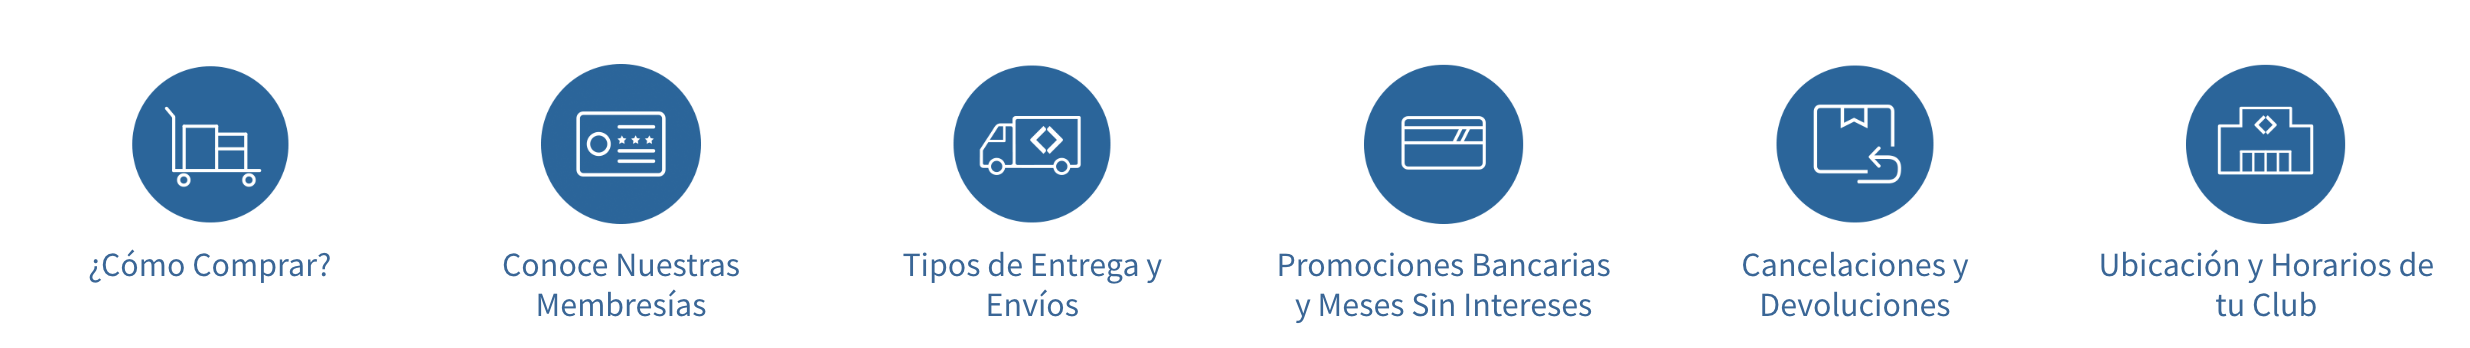 ¿Cómo Comprar?
Conoce Nuestras
Membresías
Tipos de Entrega y
Envíos
Promociones Bancarias
y Meses Sin Intereses
Cancelaciones y
Devoluciones
Ubicación y Horarios de
tu Club